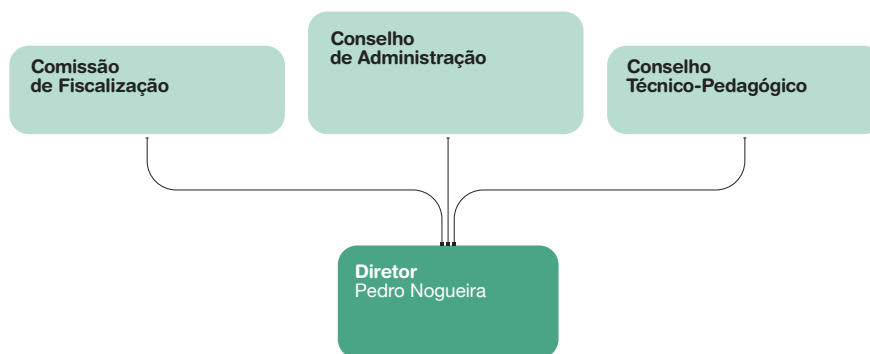 Comissão
de Fiscalização
Conselho
de Administração
Conselho
Técnico-Pedagógico
Diretor
Pedro Nogueira